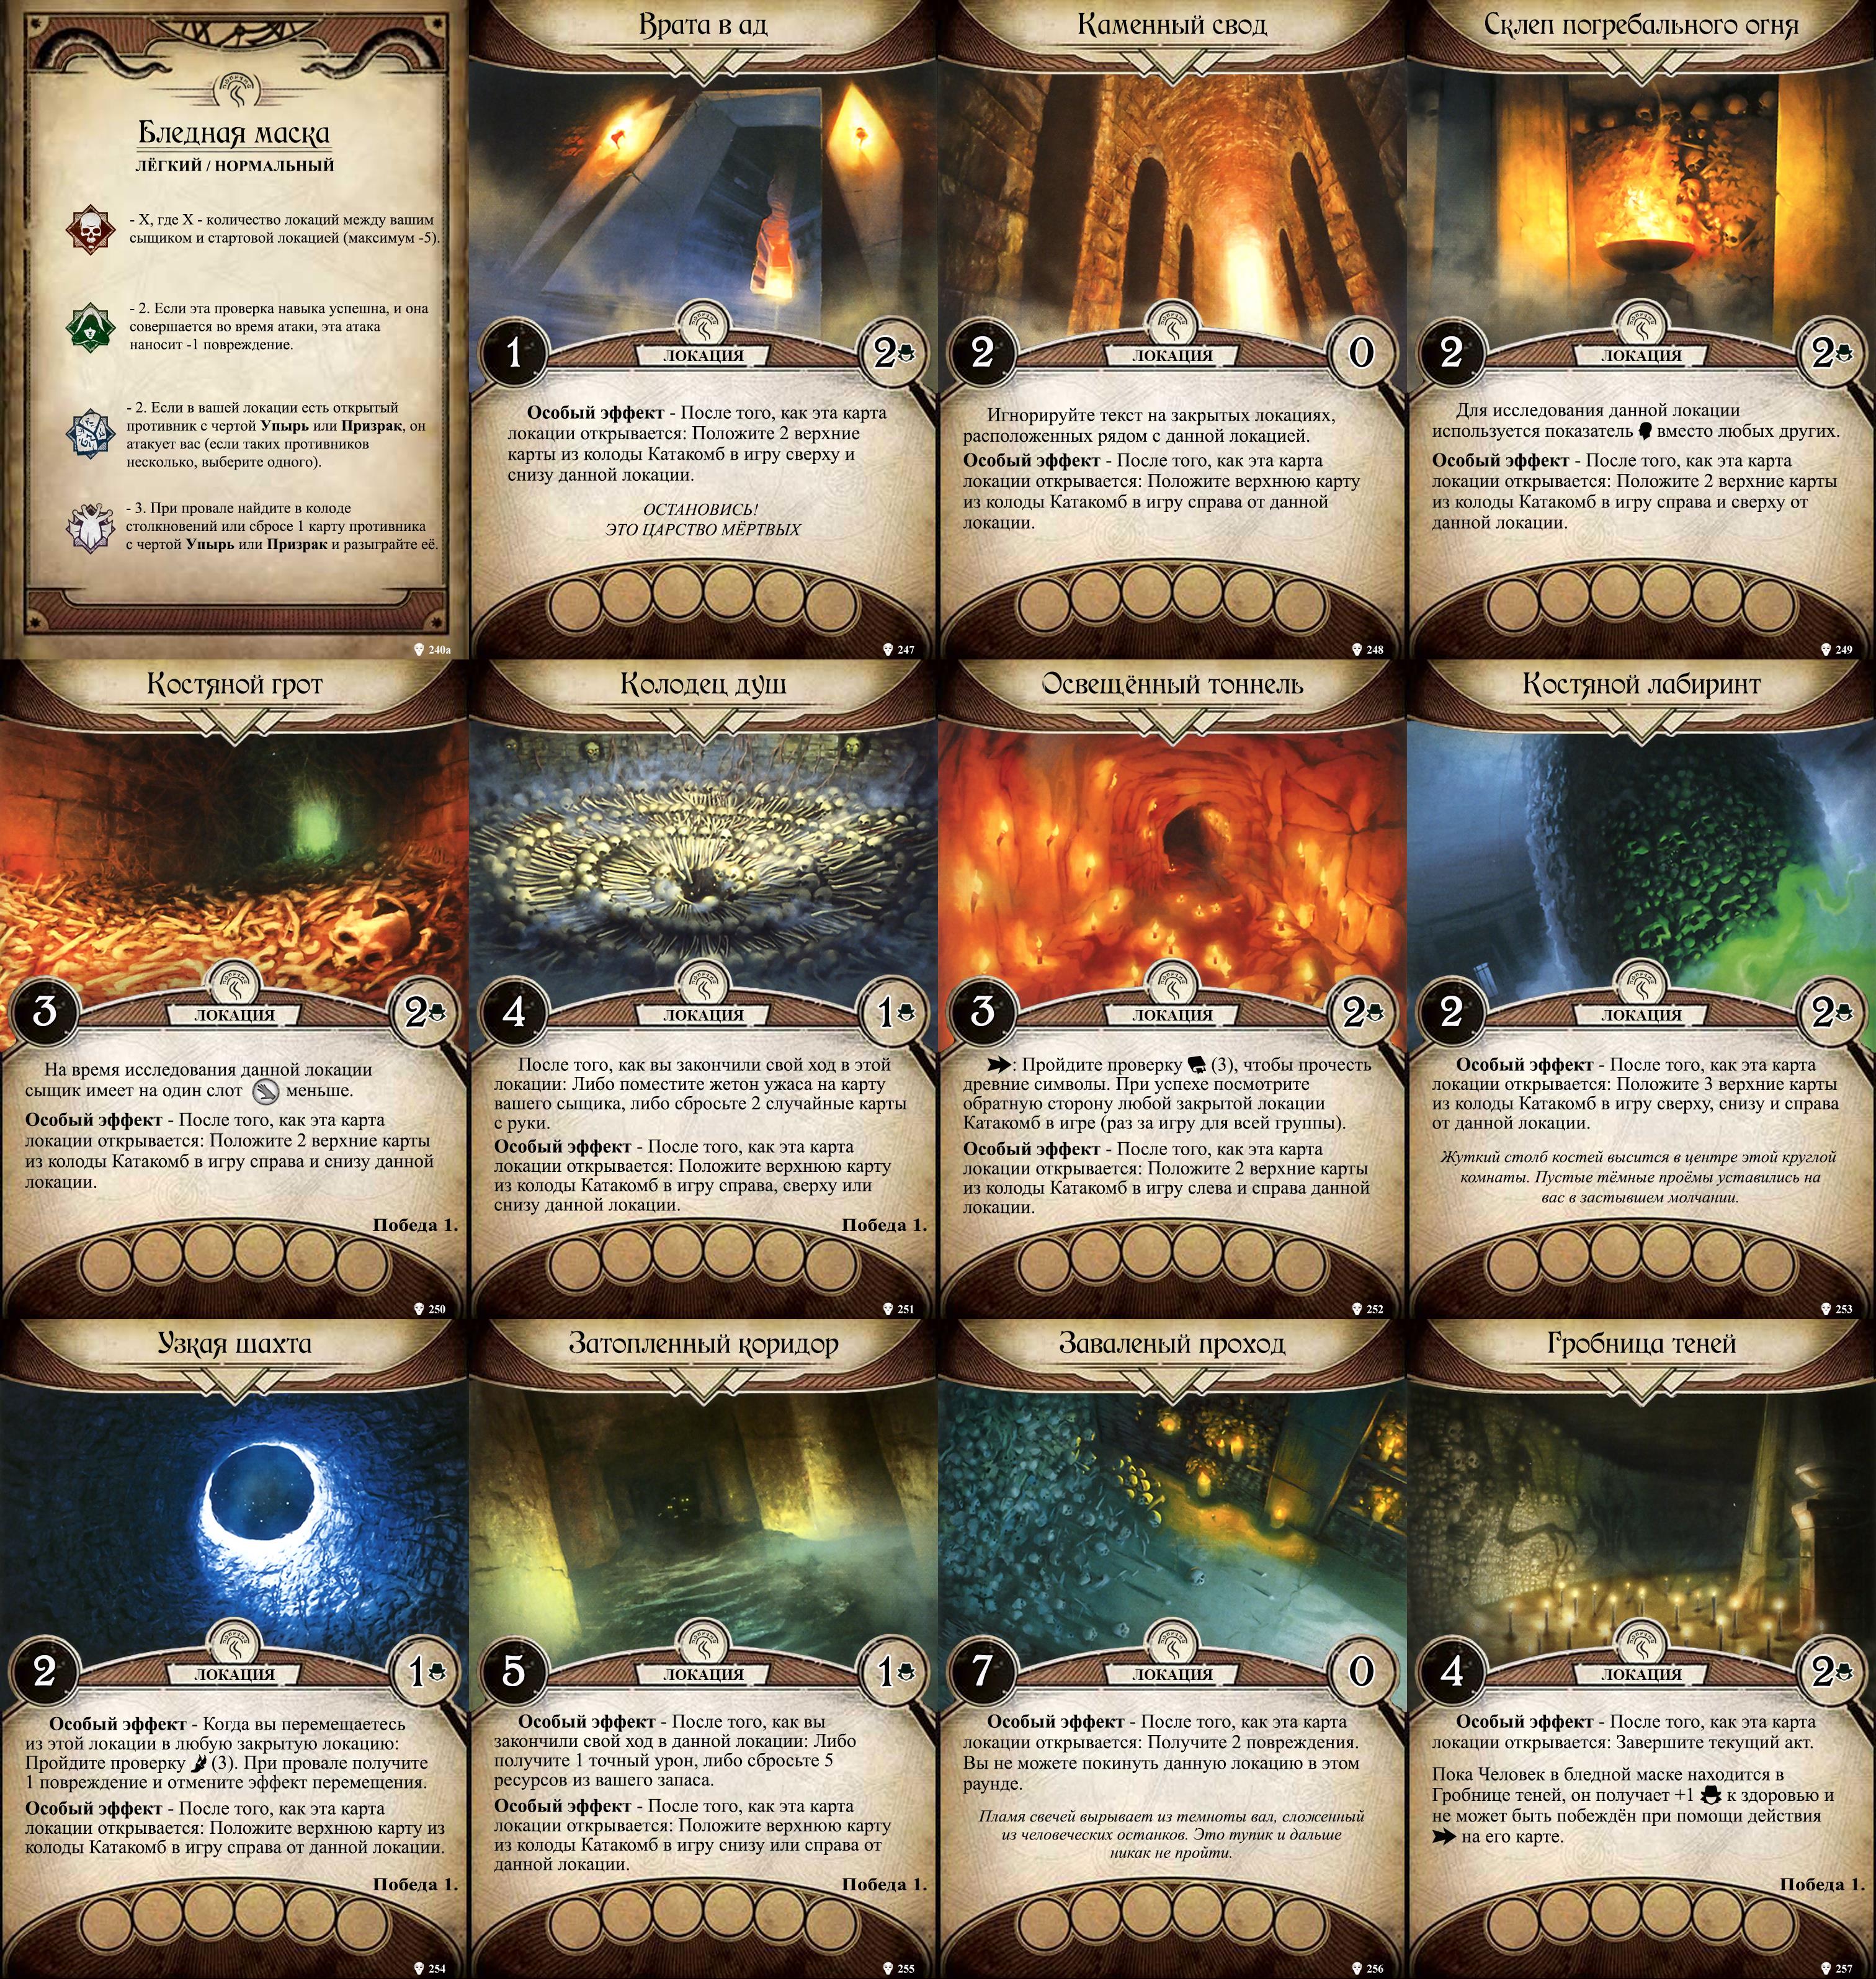 Бледная маска
ЛЁГКИЙ / НОРМАЛЬНЫЙ
- X, где X - количество локаций между вашим
сыщиком и стартовой локацией (максимум -5).
- 2. Если эта проверка навыка успешна, и она
совершается во время атаки, эта атака
наносит -1 повреждение.
- 2. Если в вашей локации есть открытый
противник с чертой Упырь или Призрак, он
атакует вас (если таких противников
несколько, выберите одного).
- 3. При провале найдите в колоде
столкновений или сбросе 1 карту противника
с чертой Упырь или Призрак и разыграйте её.
240a
Врата в ад
1
ЛОКАЦИЯ
2
Особый эффект - После того, как эта карта
локации открывается: Положите 2 верхние
карты из колоды Катакомб в игру сверху и
снизу данной локации.
ОСТАНОВИСЬ!
ЭТО ЦАРСТВО МЁРТВЫХ
247
Каменный свод
2
ЛОКАЦИЯ
0
Игнорируйте текст на закрытых локациях,
расположенных рядом с данной локацией.
Особый эффект - После того, как эта карта
локации открывается: Положите верхнюю карту
из колоды Катакомб в игру справа от данной
локации.
248
Склеп погребального огня
2
ЛОКАЦИЯ
2
Для исследования данной локации
используется показатель вместо любых других.
Особый эффект - После того, как эта карта
локации открывается: Положите 2 верхние карты
из колоды Катакомб в игру справа и сверху от
данной локации.
249
Костяной грот
3
ЛОКАЦИЯ
2
На время исследования данной локации
сыщик имеет на один слот меньше.
Особый эффект - После того, как эта карта
локации открывается: Положите 2 верхние карты
из колоды Катакомб в игру справа и снизу данной
локации.
Победа 1.
250
Колодец душ
4
ЛОКАЦИЯ
1
После того, как вы закончили свой ход в этой
локации: Либо поместите жетон ужаса на карту
вашего сыщика, либо сбросьте 2 случайные карты
с руки.
Особый эффект - После того, как эта карта
локации открывается: Положите верхнюю карту
из колоды Катакомб в игру справа, сверху или
снизу данной локации.
Победа 1.
251
Освещённый тоннель
3
ЛОКАЦИЯ
2
: Пройдите проверку (3), чтобы прочесть
древние символы. При успехе посмотрите
обратную сторону любой закрытой локации
Катакомб в игре (раз за игру для всей группы).
Особый эффект - После того, как эта карта
локации открывается: Положите 2 верхние карты
из колоды Катакомб в игру слева и справа данной
локации.
252
Костяной лабиринт
2
ЛОКАЦИЯ
2
Особый эффект - После того, как эта карта
локации открывается: Положите 3 верхние карты
из колоды Катакомб в игру сверху, снизу и справа
от данной локации.
Жуткий столб костей высится в центре этой круглой
комнаты. Пустые тёмные проёмы уставились на
вас в застывшем молчании.
253
Узкая шахта
2
ЛОКАЦИЯ
1
Особый эффект - Когда вы перемещаетесь
из этой локации в любую закрытую локацию:
Пройдите проверку (3). При провале получите
1 повреждение и отмените эффект перемещения.
Особый эффект - После того, как эта карта
локации открывается: Положите верхнюю карту из
колоды Катакомб в игру справа от данной локации.
Победа 1.
254
Затопленный коридор
5
ЛОКАЦИЯ
1
Особый эффект - После того, как вы
закончили свой ход в данной локации: Либо
получите 1 точный урон, либо сбросьте 5
ресурсов из вашего запаса.
Особый эффект - После того, как эта карта
локации открывается: Положите верхнюю карту
из колоды Катакомб в игру снизу или справа от
данной локации.
Победа 1.
255
Заваленый проход
7
ЛОКАЦИЯ
0
Особый эффект - После того, как эта карта
локации открывается: Получите 2 повреждения.
Вы не можете покинуть данную локацию в этом
раунде.
Пламя свечей вырывает из темноты вал, сложенный
из человеческих останков. Это тупик и дальше
никак не пройти.
256
Гробница теней
4
ЛОКАЦИЯ
2
Особый эффект - После того, как эта карта
локации открывается: Завершите текущий акт.
Пока Человек в бледной маске находится в
Гробнице теней, он получает +1 к здоровью и
не может быть побеждён при помощи действия
на его карте.
Победа 1.
257